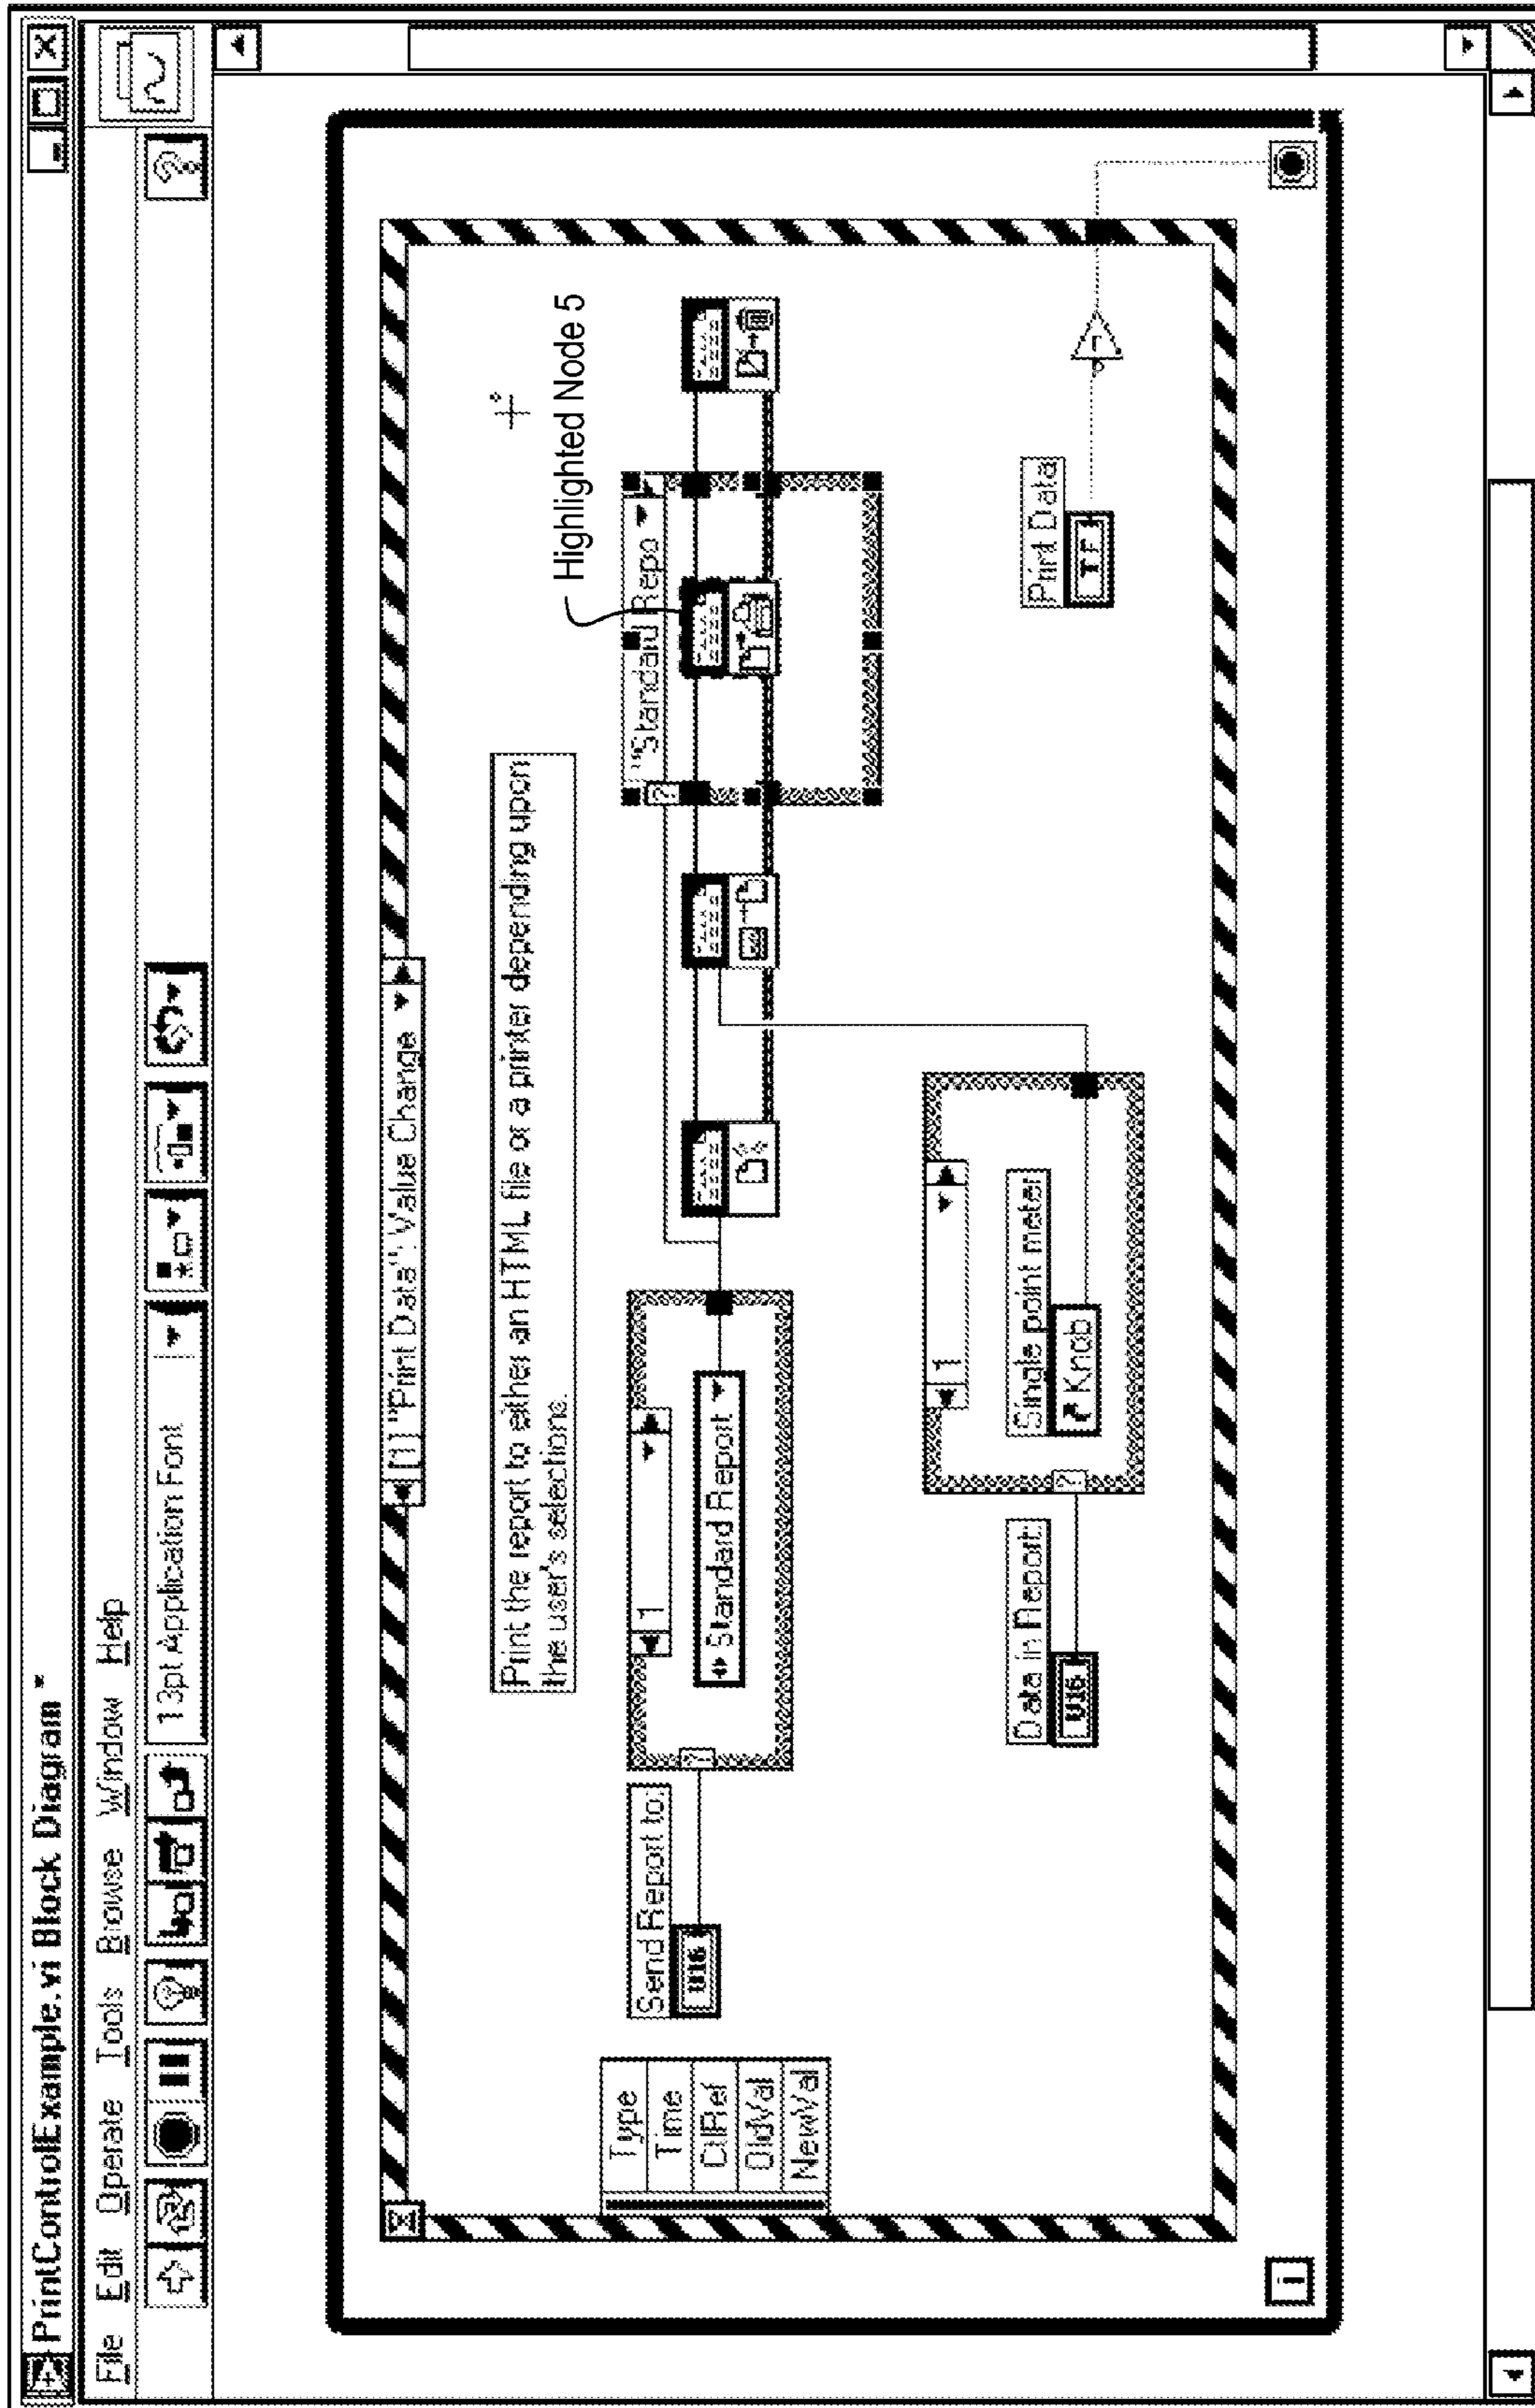 PrintControlExample.vi Block Diagram *
File Edit Operate Tools Browse Window Help
13pt Application Font
?
[1] "Print Data": Value Change
Print the report to either an HTML file or a printer depending upon
the user's selections.
Highlighted Node 5
Type
Time
CtlRef
OldVal
NewVal
Send Report to:
U16
?
1
Standard Report
?
"Standard Repo
Data in Report
U16
?
1
Single point meter
Knob
Print Data
TF
i